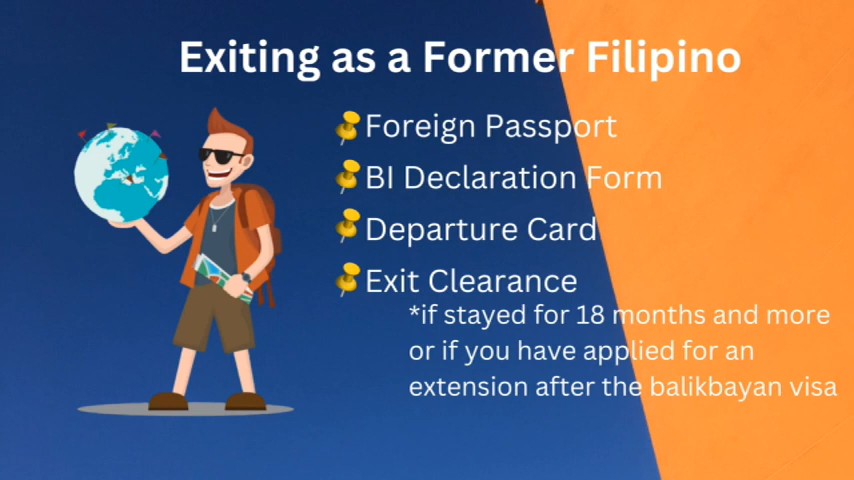 Exiting as a Former Filipino
Foreign Passport
BI Declaration Form
Departure Card
Exit Clearance
*if stayed for 18 months and more
or if you have applied for an
extension after the balikbayan visa